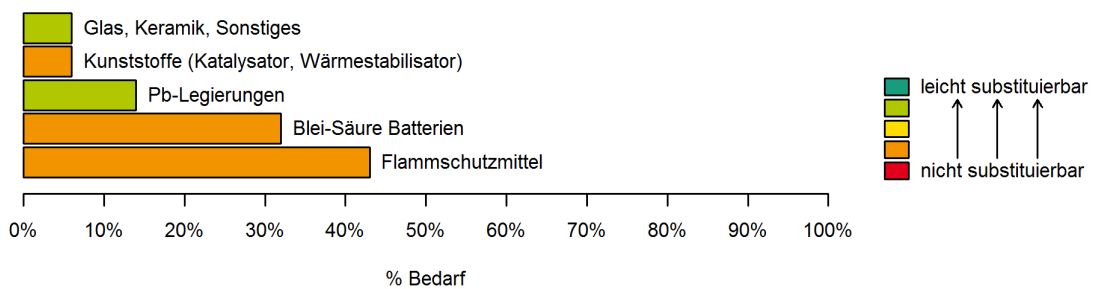 Glas, Keramik, Sonstiges
Kunststoffe (Katalysator, Wärmestabilisator)
Pb-Legierungen
Blei-Säure Batterien
Flammschutzmittel
leicht substituierbar
nicht substituierbar
0% 10% 20% 30% 40% 50% 60% 70% 80% 90% 100%
% Bedarf